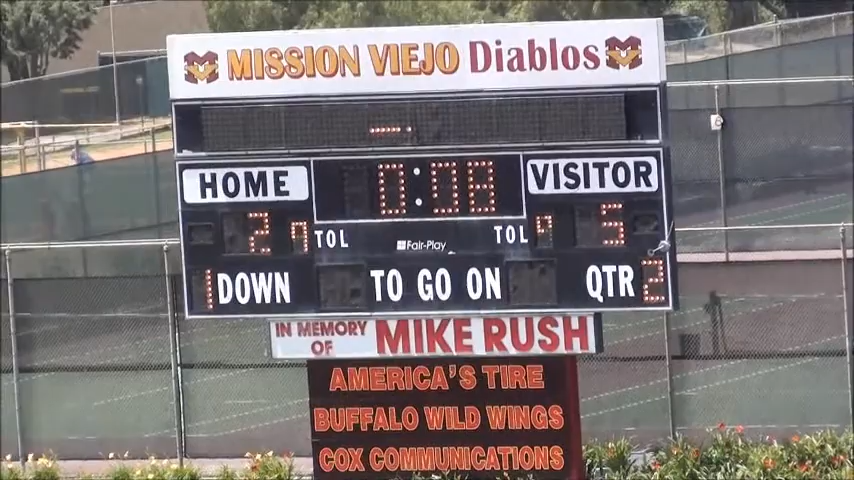 MISSION VIEJO Diablos
HOME 0:08 VISITOR
2 TOL Fair-Play TOL 5
1 DOWN TO GO ON QTR 2
IN MEMORY OF MIKE RUSH
AMERICA'S TIRE
BUFFALO WILD WINGS
COX COMMUNICATIONS